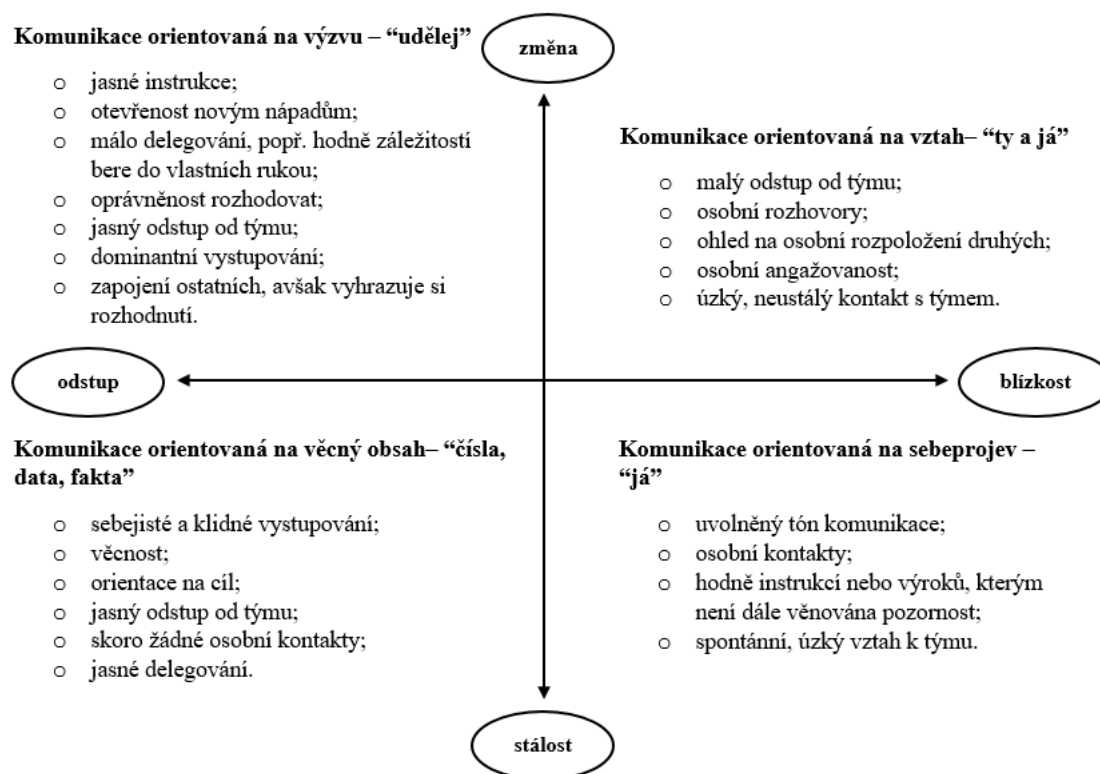 změna
Komunikace orientovaná na výzvu – “udělej”
o jasné instrukce;
o otevřenost novým nápadům;
o málo delegování, popř. hodně záležitostí
bere do vlastních rukou;
o oprávněnost rozhodovat;
o jasný odstup od týmu;
o dominantní vystupování;
o zapojení ostatních, avšak vyhrazuje si
rozhodnutí.
Komunikace orientovaná na vztah– “ty a já”
o malý odstup od týmu;
o osobní rozhovory;
o ohled na osobní rozpoložení druhých;
o osobní angažovanost;
o úzký, neustálý kontakt s týmem.
odstup
blízkost
Komunikace orientovaná na věcný obsah– “čísla,
data, fakta”
o sebejisté a klidné vystupování;
o věcnost;
o orientace na cíl;
o jasný odstup od týmu;
o skoro žádné osobní kontakty;
o jasné delegování.
Komunikace orientovaná na sebeprojev –
“já”
o uvolněný tón komunikace;
o osobní kontakty;
o hodně instrukcí nebo výroků, kterým
není dále věnována pozornost;
o spontánní, úzký vztah k týmu.
stálost